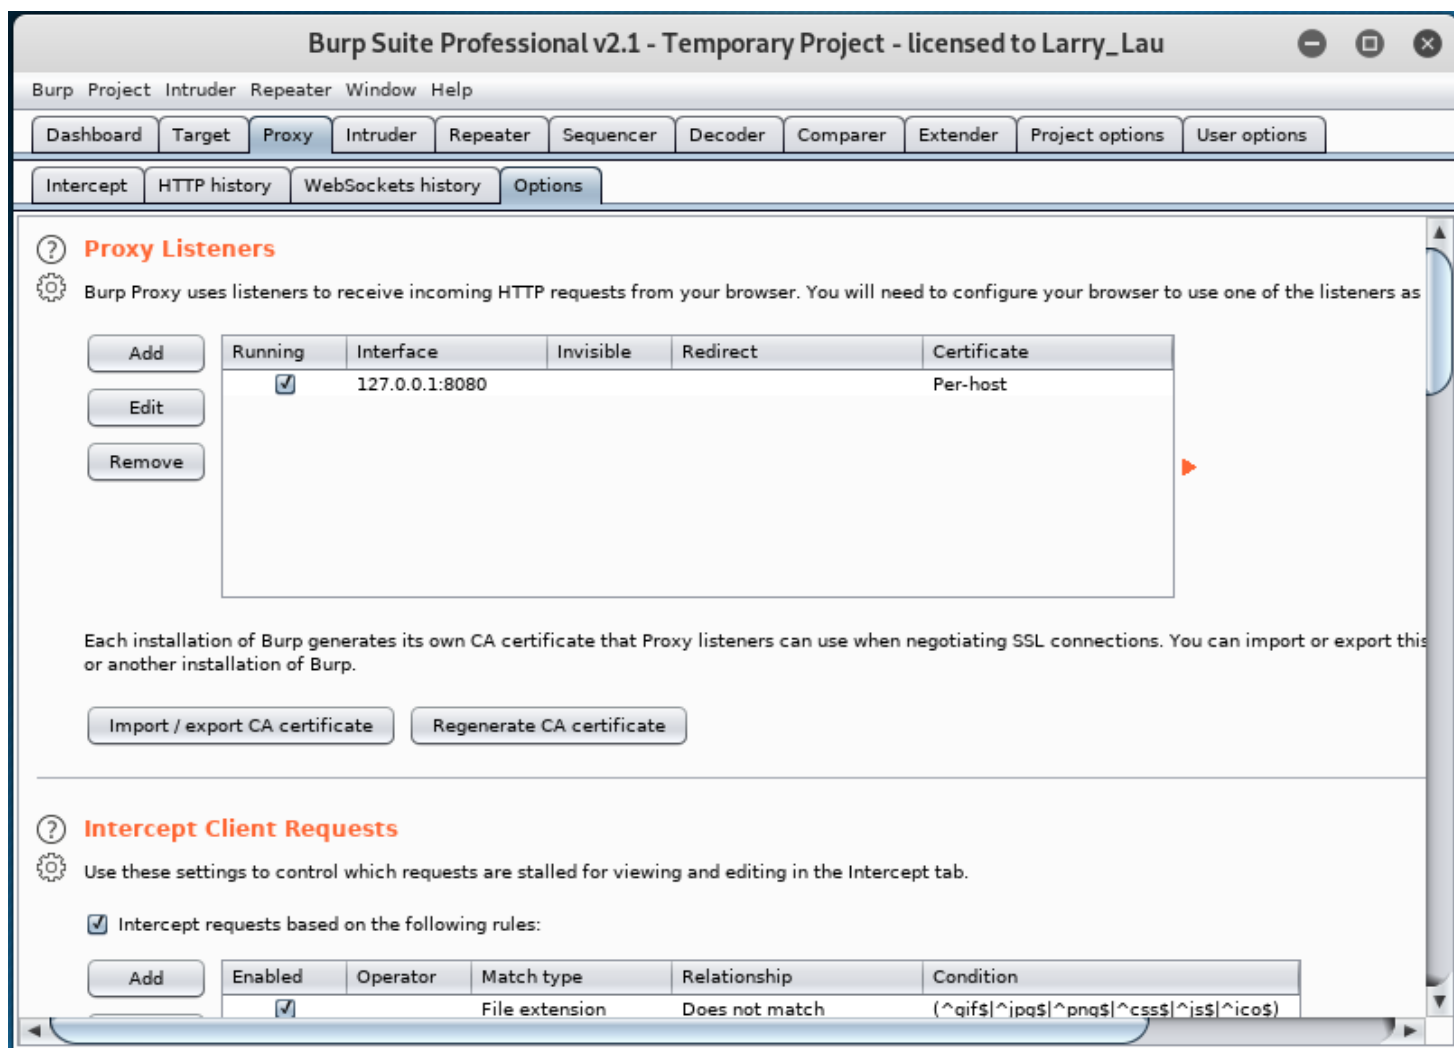 Burp Suite Professional v2.1 - Temporary Project - licensed to Larry_Lau
Burp Project Intruder Repeater Window Help
Dashboard Target Proxy Intruder Repeater Sequencer Decoder Comparer Extender Project options User options
Intercept HTTP history WebSockets history Options
Proxy Listeners
Burp Proxy uses listeners to receive incoming HTTP requests from your browser. You will need to configure your browser to use one of the listeners as
Add Running Interface Invisible Redirect Certificate
127.0.0.1:8080 Per-host
Edit
Remove
Each installation of Burp generates its own CA certificate that Proxy listeners can use when negotiating SSL connections. You can import or export this
or another installation of Burp.
Import / export CA certificate Regenerate CA certificate
Intercept Client Requests
Use these settings to control which requests are stalled for viewing and editing in the Intercept tab.
Intercept requests based on the following rules:
Add Enabled Operator Match type Relationship Condition
File extension Does not match (^gif$|^jpg$|^png$|^css$|^js$|^ico$)